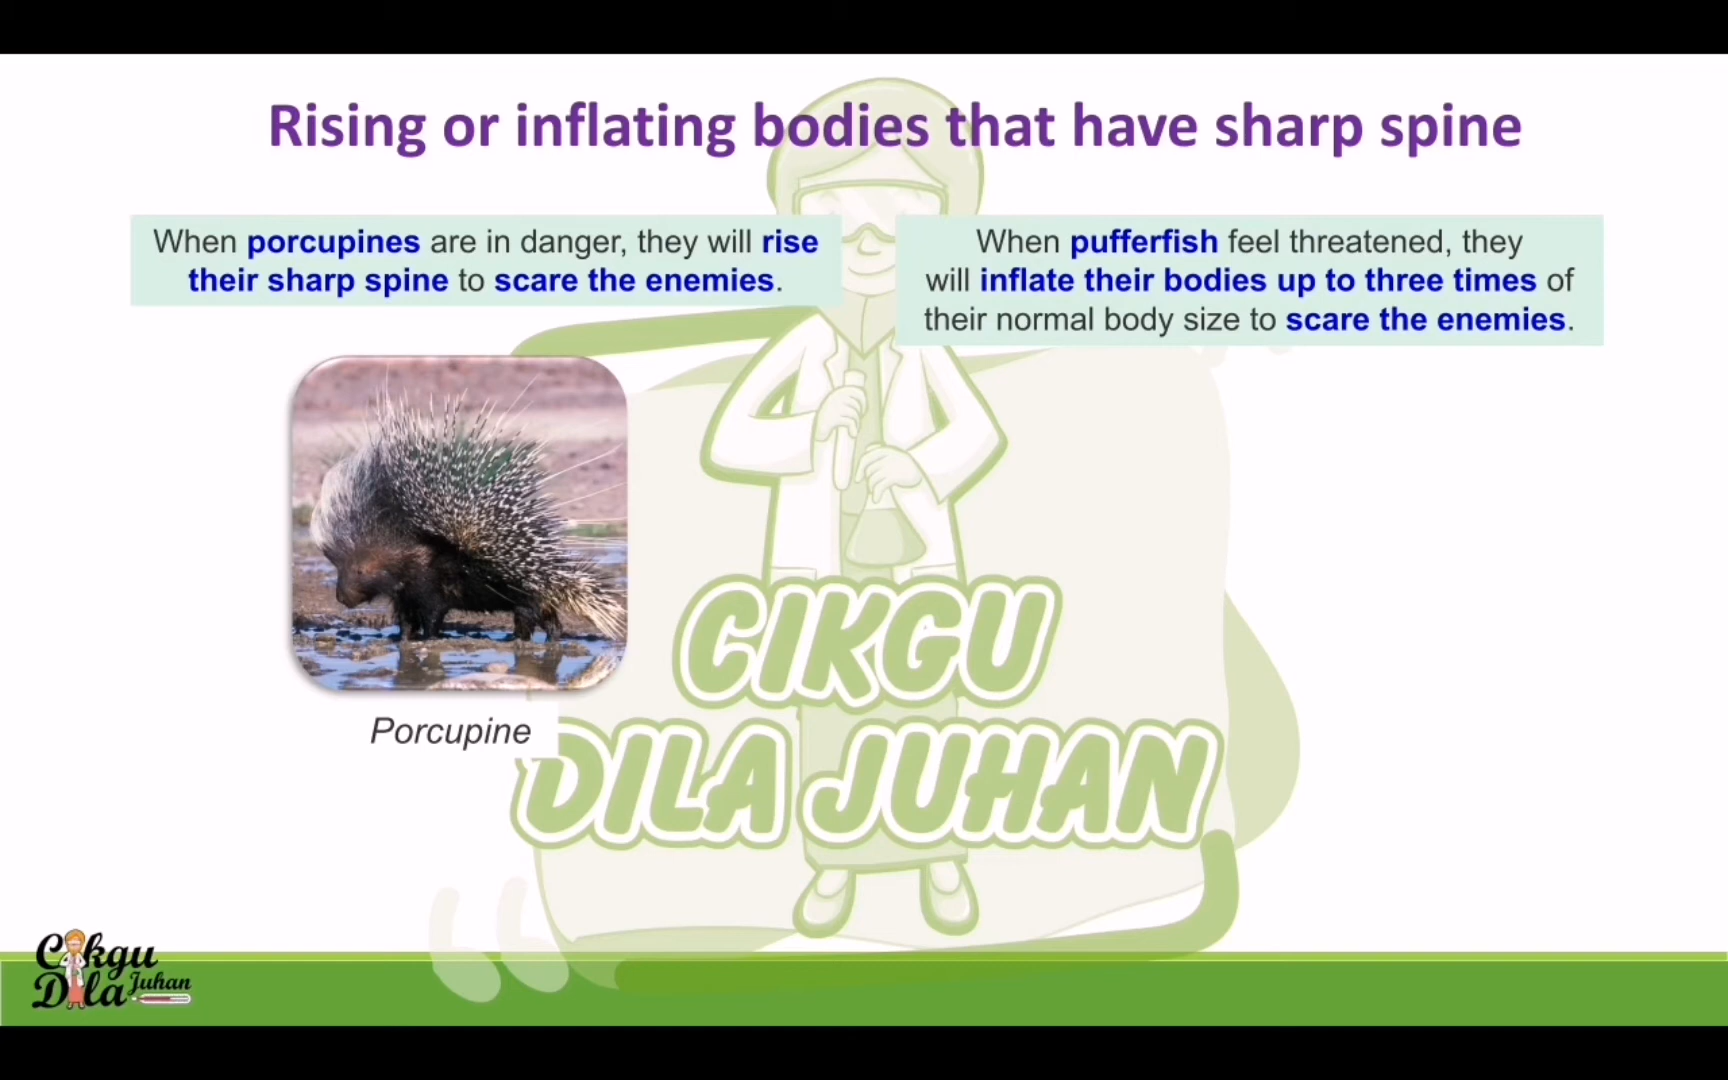 Rising or inflating bodies that have sharp spine
When porcupines are in danger, they will rise
their sharp spine to scare the enemies.
When pufferfish feel threatened, they
will inflate their bodies up to three times of
their normal body size to scare the enemies.
Porcupine
CIKGU
DILA JUHAN
Cikgu
Dila Juhan